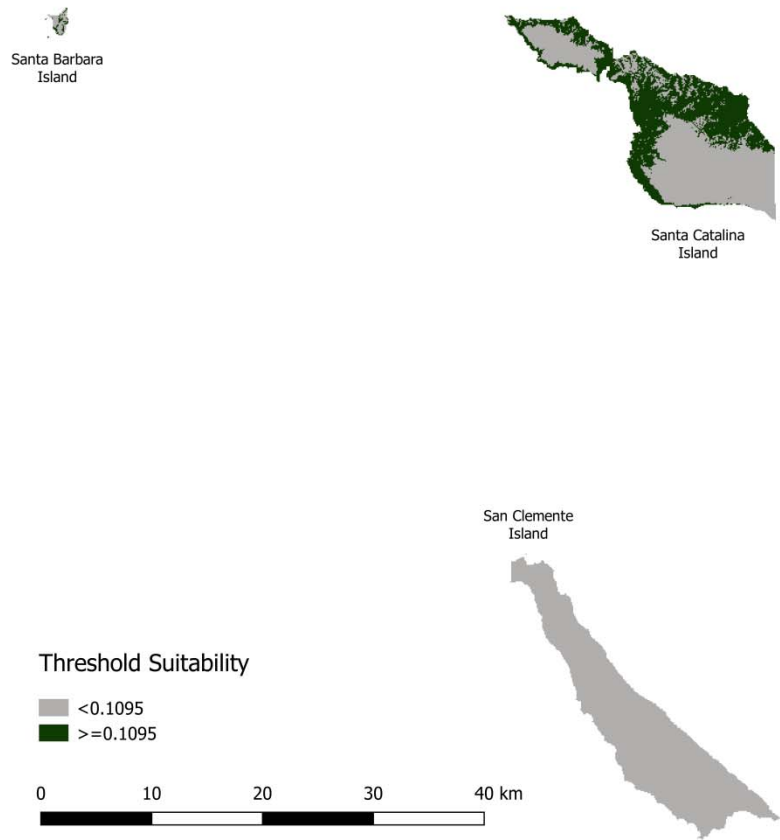 Santa Barbara
Island
Santa Catalina
Island
San Clemente
Island
Threshold Suitability
<0.1095
>=0.1095
0 10 20 30 40 km